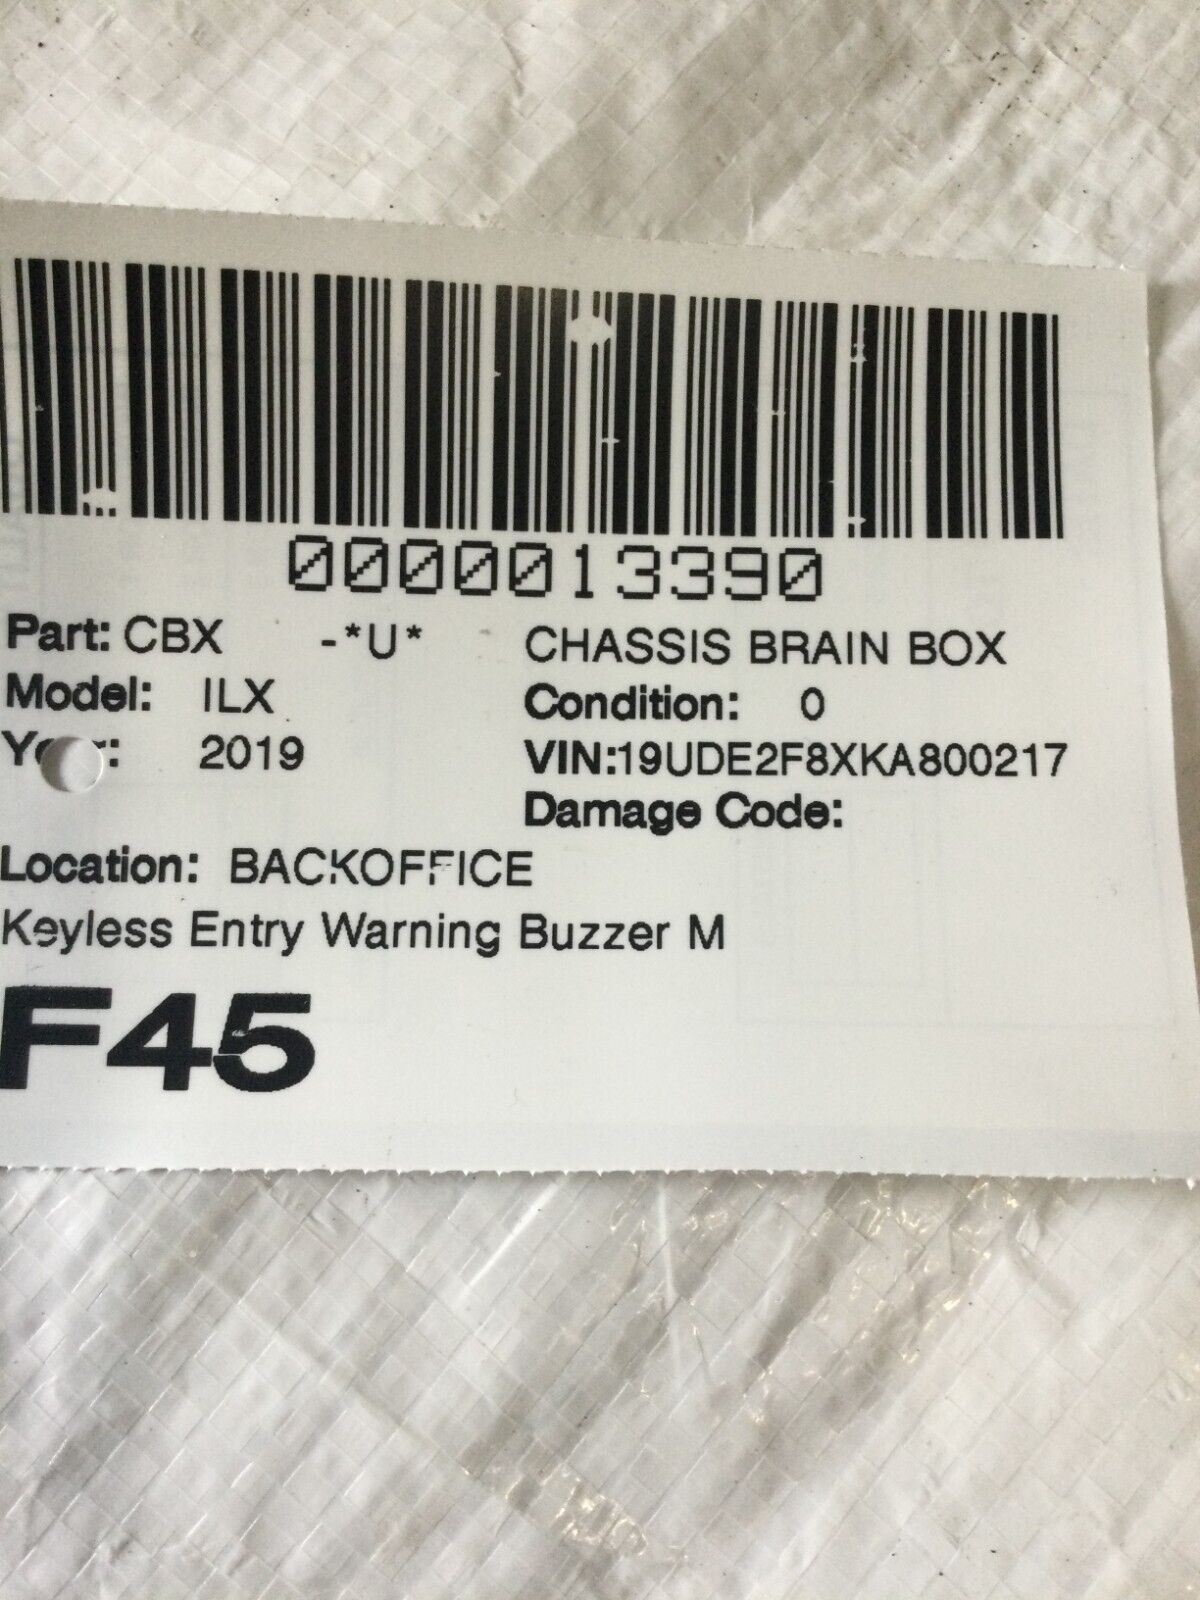 0000013390
Part: CBX -*U* CHASSIS BRAIN BOX
Model: ILX Condition: 0
2019 VIN:19UDE2F8XKA800217
Damage Code:
Location: BACKOFFICE
Keyless Entry Warning Buzzer M
F45